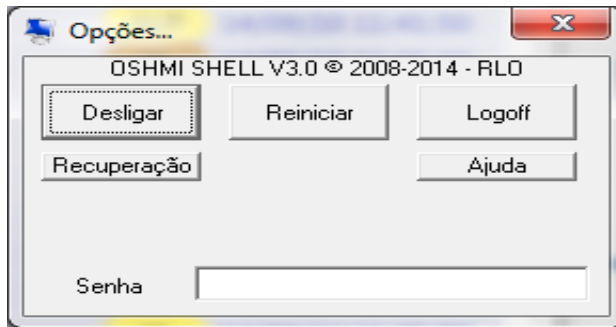 Opções...
OSHMI SHELL V3.0 © 2008-2014 - RLO
Desligar Reiniciar Logoff
Recuperação Ajuda
Senha